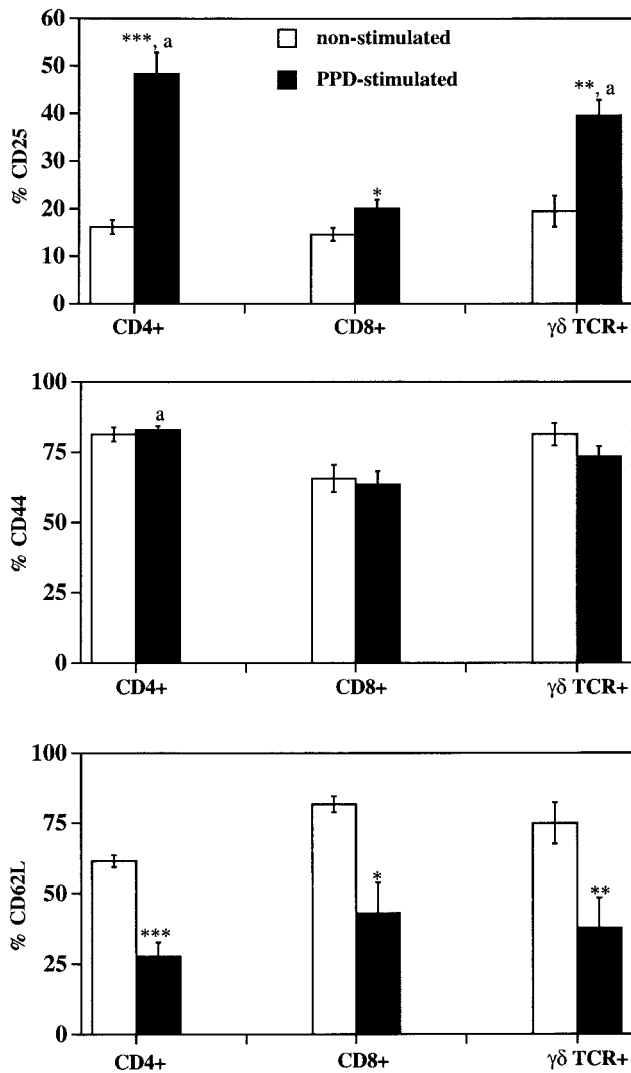 60
50
40
30
20
10
0
% CD25
***, a
*
**, a
non-stimulated
PPD-stimulated
CD4+
CD8+
γδ TCR+
100
75
50
25
0
% CD44
a
CD4+
CD8+
γδ TCR+
100
75
50
25
0
% CD62L
***
*
**
CD4+
CD8+
γδ TCR+